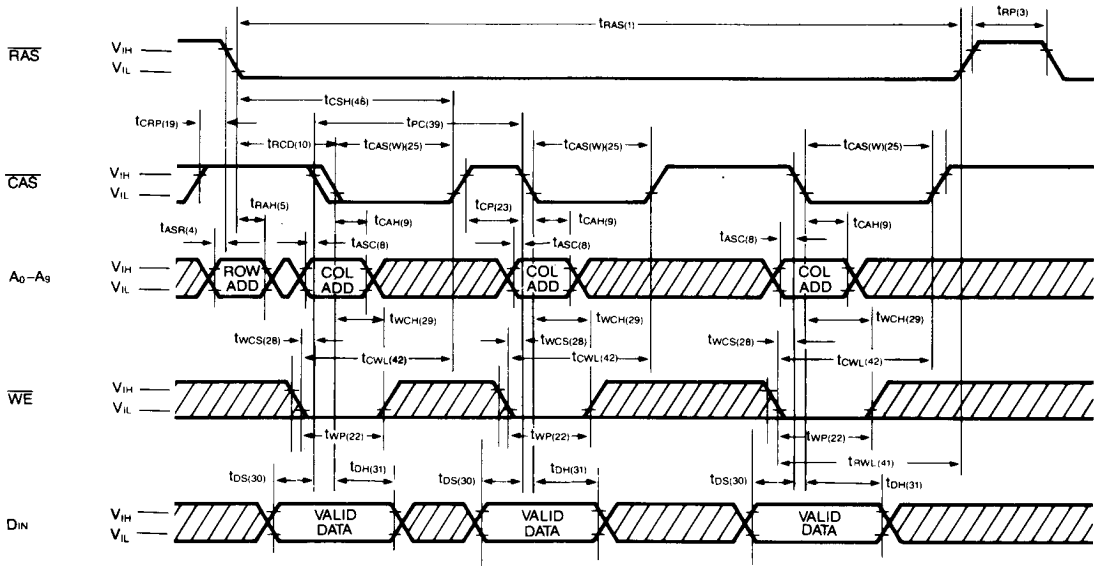 tRAS(1) tRP(3)
RAS VIH
VIL
tCSH(46)
tCRP(19) tPC(39)
tRCD(10) tCAS(W)(25) tCAS(W)(25) tCAS(W)(25)
CAS VIH
VIL
tRAH(5) tCAH(9) tCP(23) tCAH(9) tCAH(9)
tASR(4) tASC(8) tASC(8) tASC(8)
A0–A9 VIH
VIL
ROW ADD COL ADD COL ADD COL ADD
tWCH(29) tWCH(29) tWCH(29)
tWCS(28) tWCS(28) tWCS(28)
tCWL(42) tCWL(42) tCWL(42)
WE VIH
VIL
tWP(22) tWP(22) tWP(22)
tRWL(41)
tDS(30) tDH(31) tDS(30) tDH(31) tDS(30) tDH(31)
DIN VIH
VIL
VALID DATA VALID DATA VALID DATA